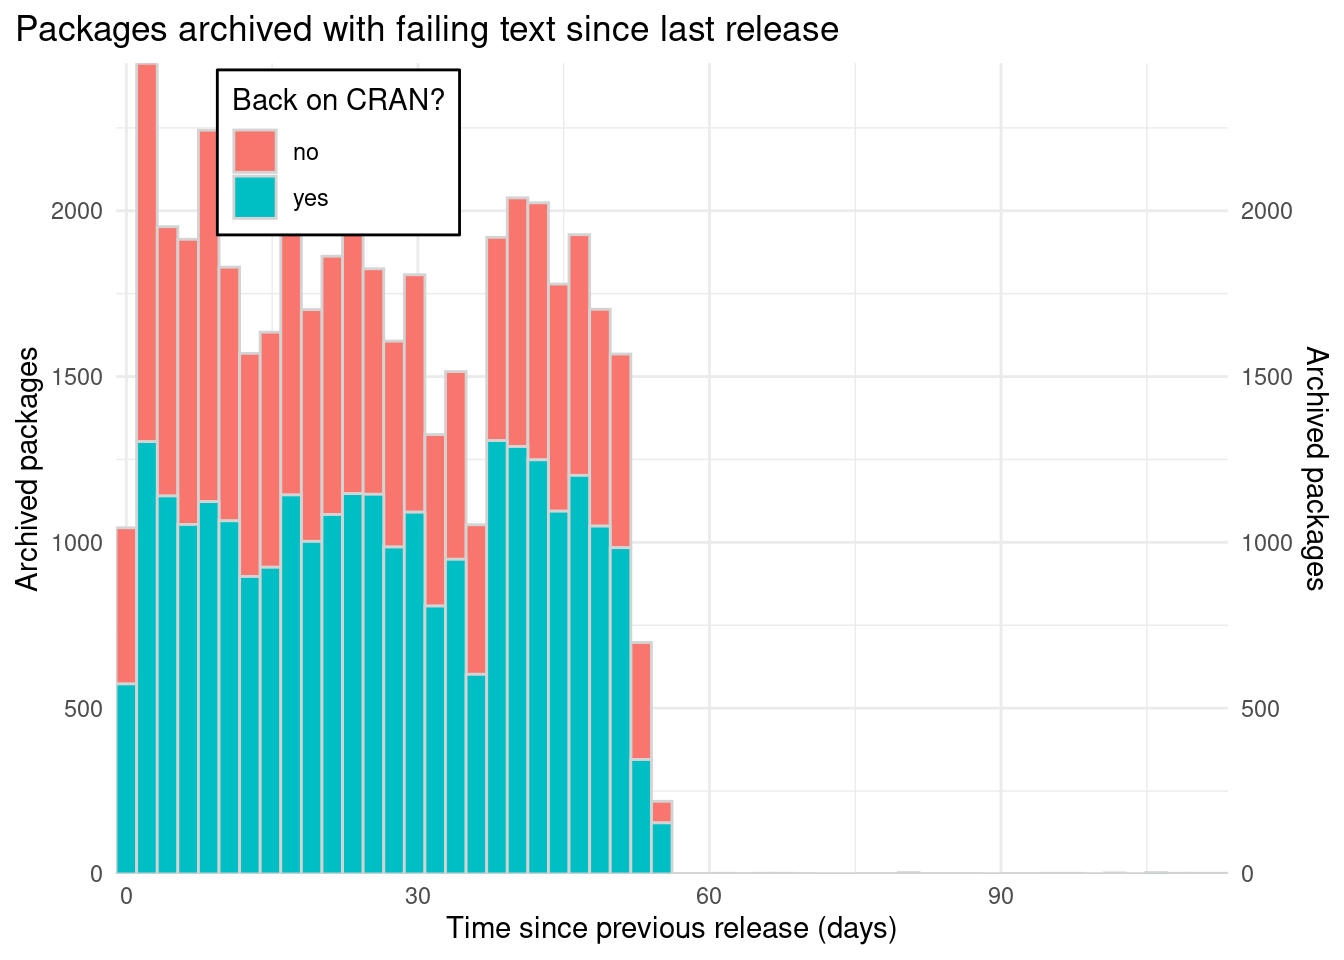 Packages archived with failing text since last release
Back on CRAN?
no
yes
Archived packages
2000
1500
1000
500
0
2000
1500
1000
500
0
Archived packages
0
30
60
90
Time since previous release (days)